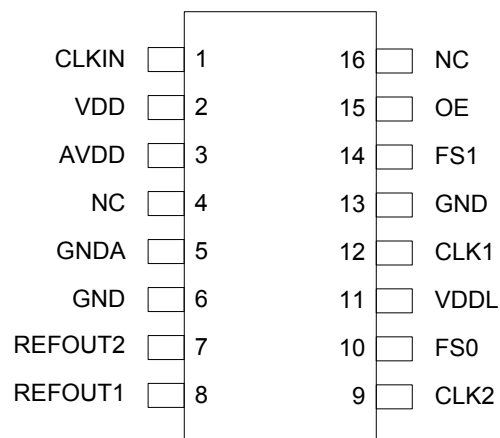 CLKIN 1 16 NC
VDD 2 15 OE
AVDD 3 14 FS1
NC 4 13 GND
GNDA 5 12 CLK1
GND 6 11 VDDL
REFOUT2 7 10 FS0
REFOUT1 8 9 CLK2